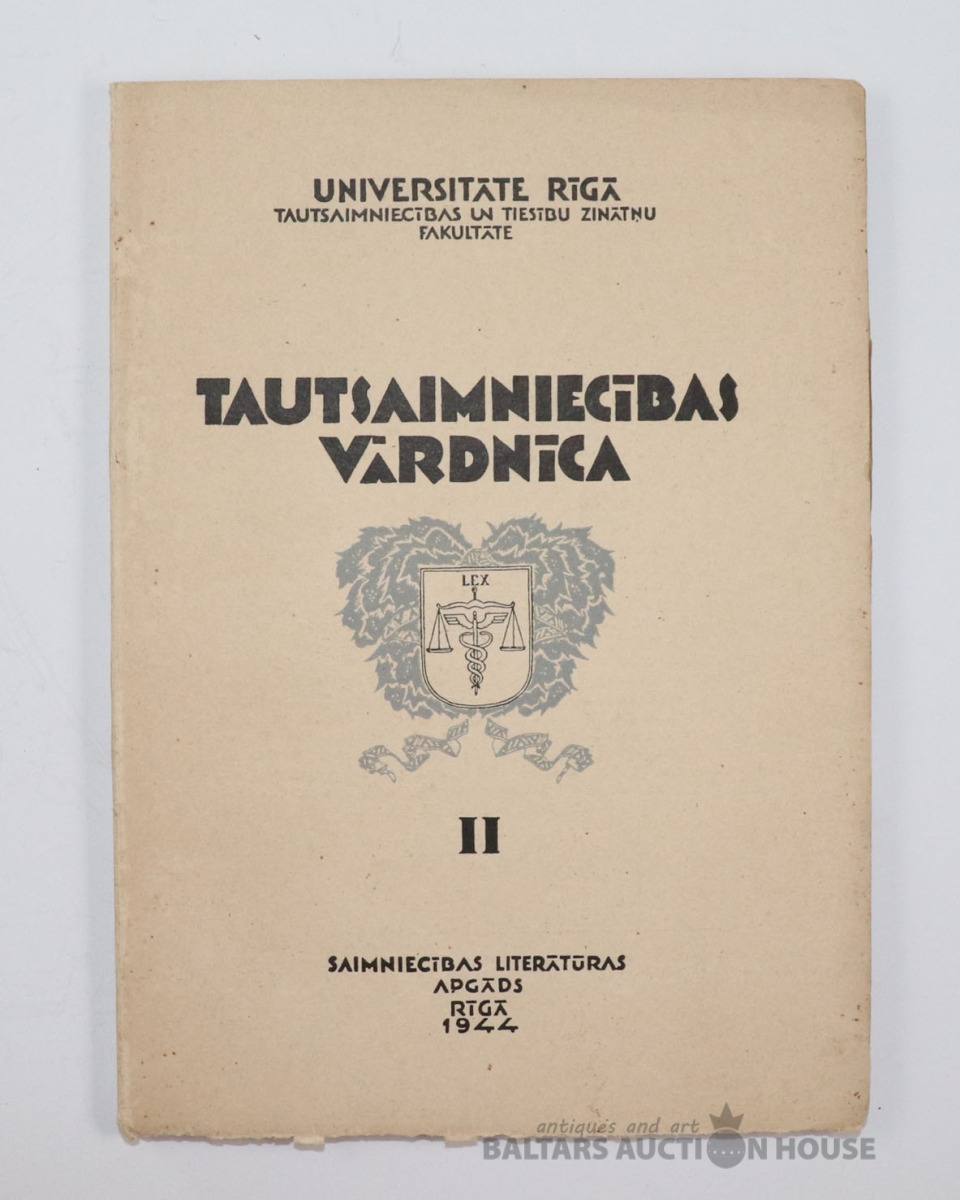 UNIVERSITĀTE RĪGĀ
TAUTSAIMNIECĪBAS UN TIESĪBU ZINĀTŅU
FAKULTĀTE
TAUTSAIMNIECĪBAS
VĀRDNĪCA
LEX
II
SAIMNIECĪBAS LITERĀTŪRAS
APGĀDS
RĪGĀ
1944
antiques and art
BALTARS AUCTION HOUSE